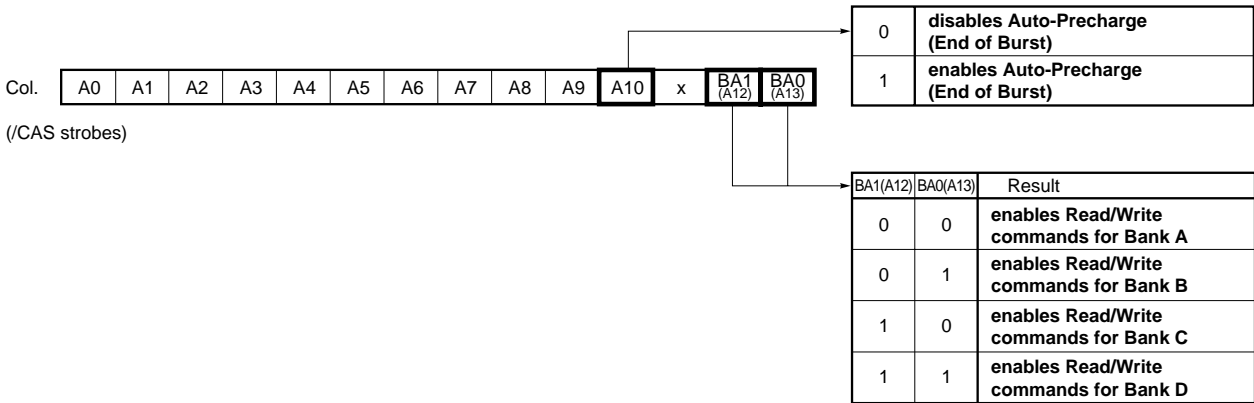 0 disables Auto-Precharge
(End of Burst)
1 enables Auto-Precharge
(End of Burst)
Col. A0 A1 A2 A3 A4 A5 A6 A7 A8 A9 A10 x BA1 BA0
(A12) (A13)
(/CAS strobes)
BA1(A12) BA0(A13) Result
0 0 enables Read/Write
commands for Bank A
0 1 enables Read/Write
commands for Bank B
1 0 enables Read/Write
commands for Bank C
1 1 enables Read/Write
commands for Bank D